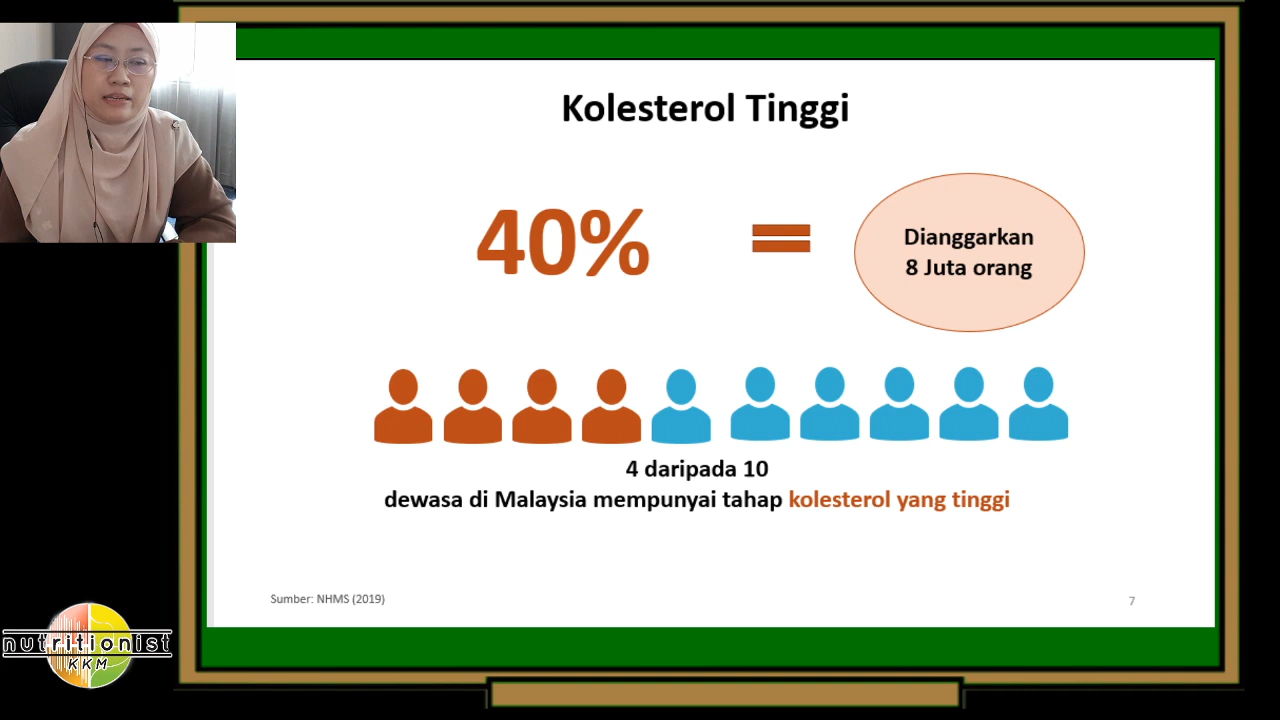 Kolesterol Tinggi
40%
=
Dianggarkan
8 Juta orang
4 daripada 10
dewasa di Malaysia mempunyai tahap kolesterol yang tinggi
Sumber: NHMS (2019)
7
nutritionist
KKM